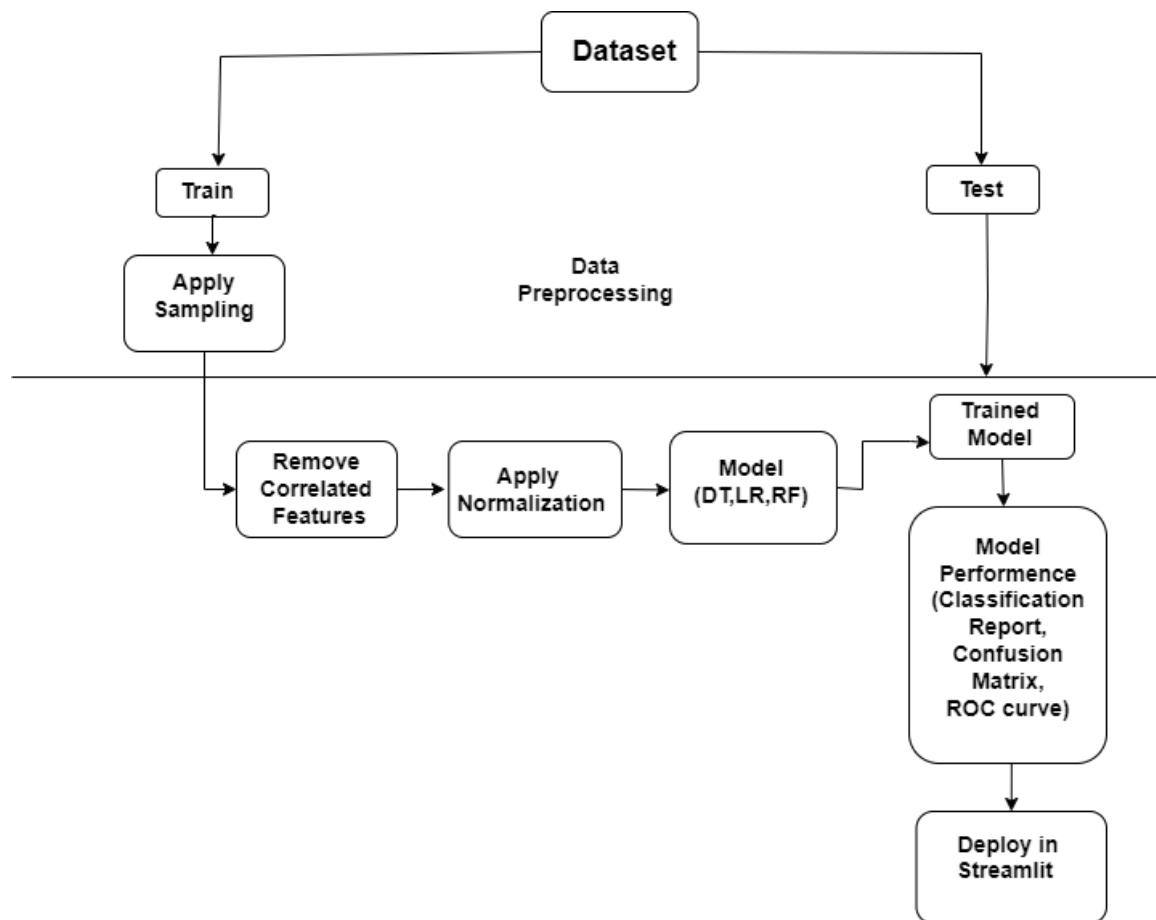 Dataset
Train
Test
Apply
Sampling
Data
Preprocessing
Remove
Correlated
Features
Apply
Normalization
Model
(DT,LR,RF)
Trained
Model
Model
Performence
(Classification
Report,
Confusion
Matrix,
ROC curve)
Deploy in
Streamlit